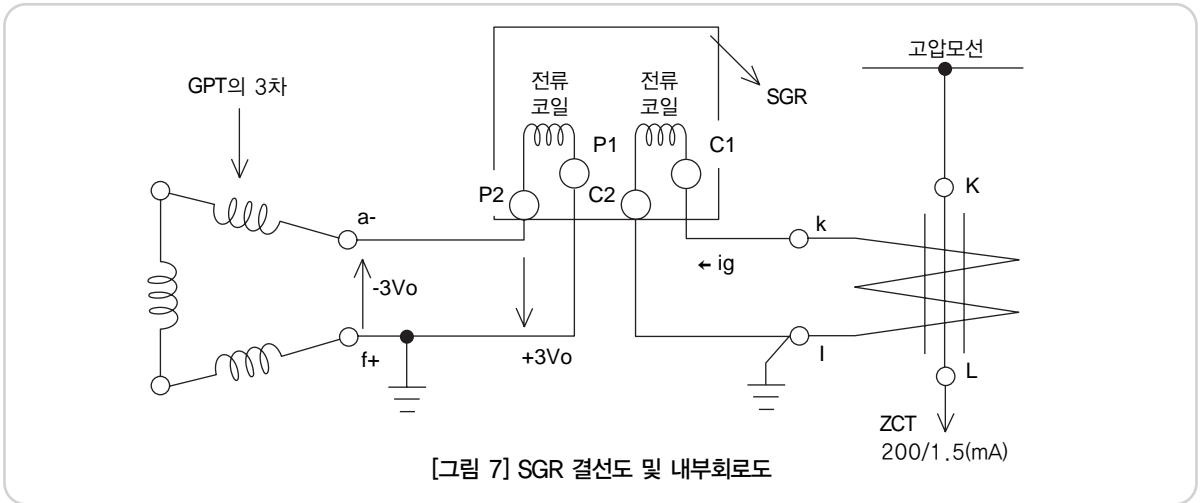 고압모선
전류
코일
전류
코일
GPT의 3차
SGR
P1
C1
P2
C2
K
a-
k
← ig
-3Vo
+3Vo
f+
l
L
ZCT
200/1.5(mA)
[그림 7] SGR 결선도 및 내부회로도